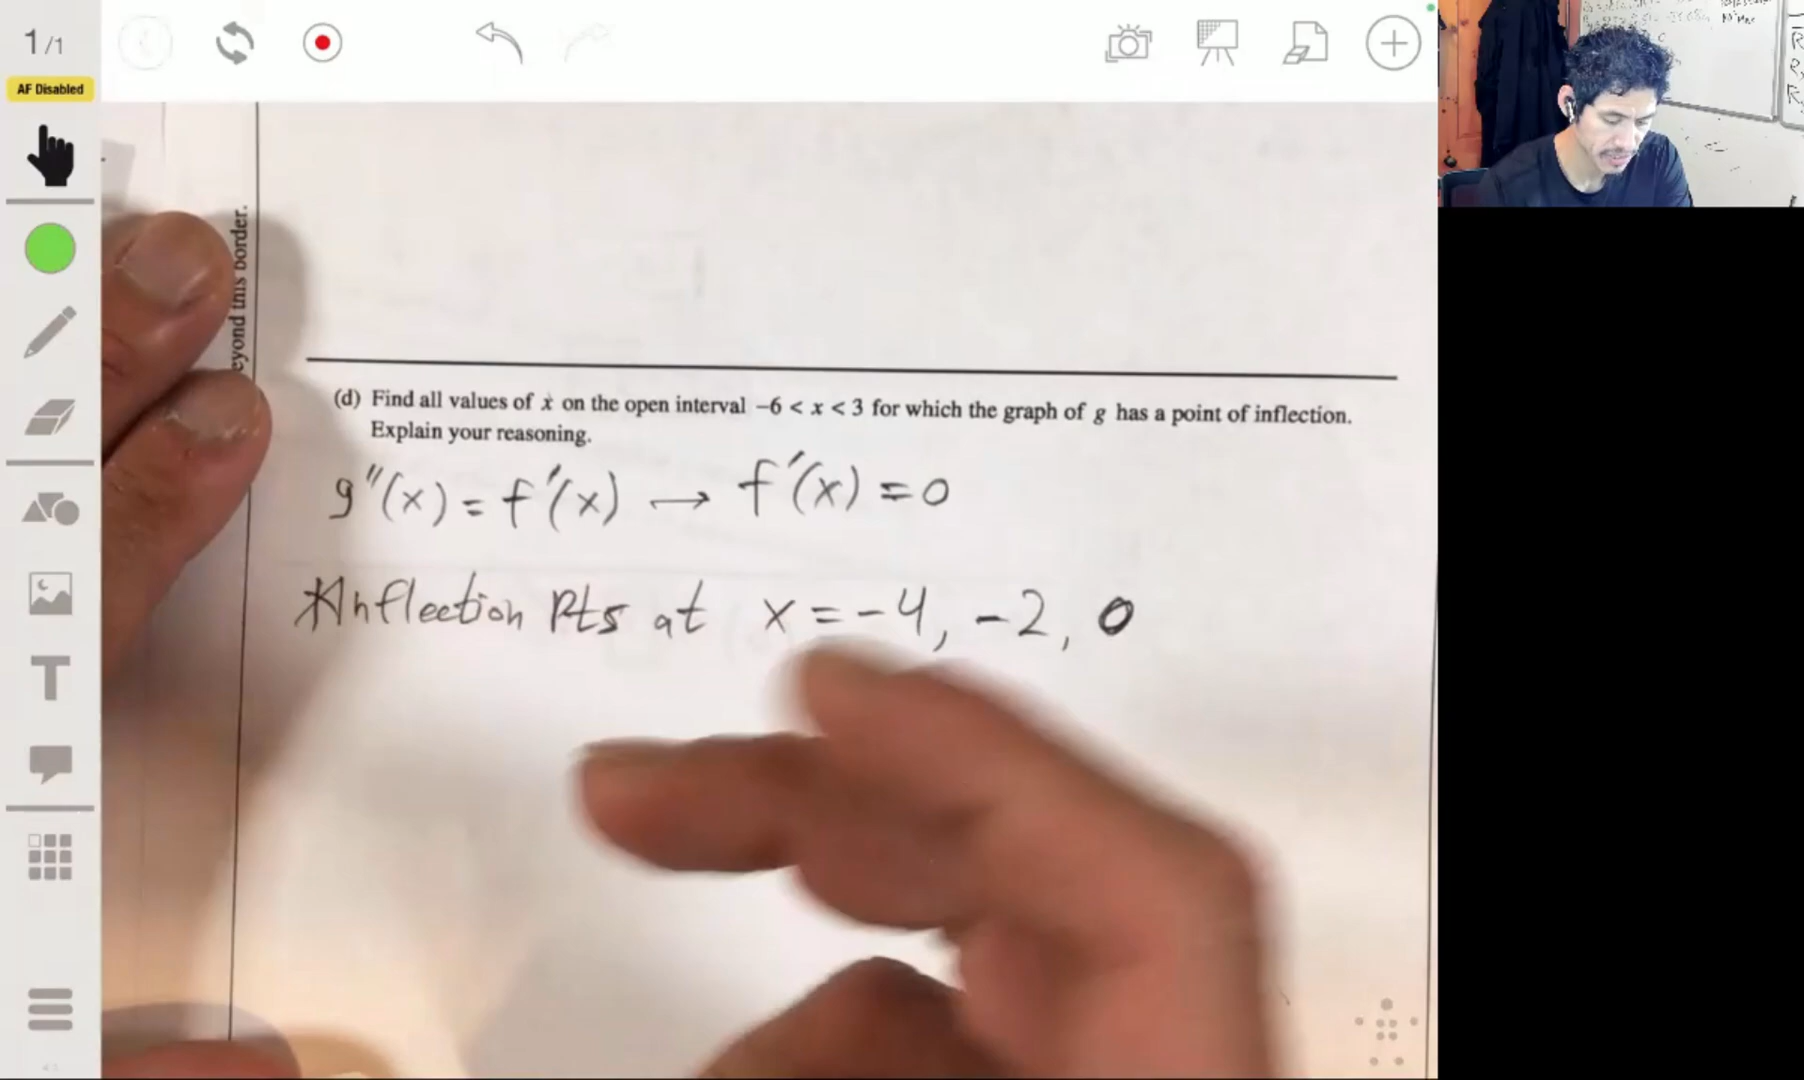 1/1
AF Disabled
eyond this border.
(d) Find all values of x on the open interval −6 < x < 3 for which the graph of g has a point of inflection.
Explain your reasoning.
g''(x) = f'(x) → f'(x) = 0
Inflection Pts at x = -4, -2, 0
T